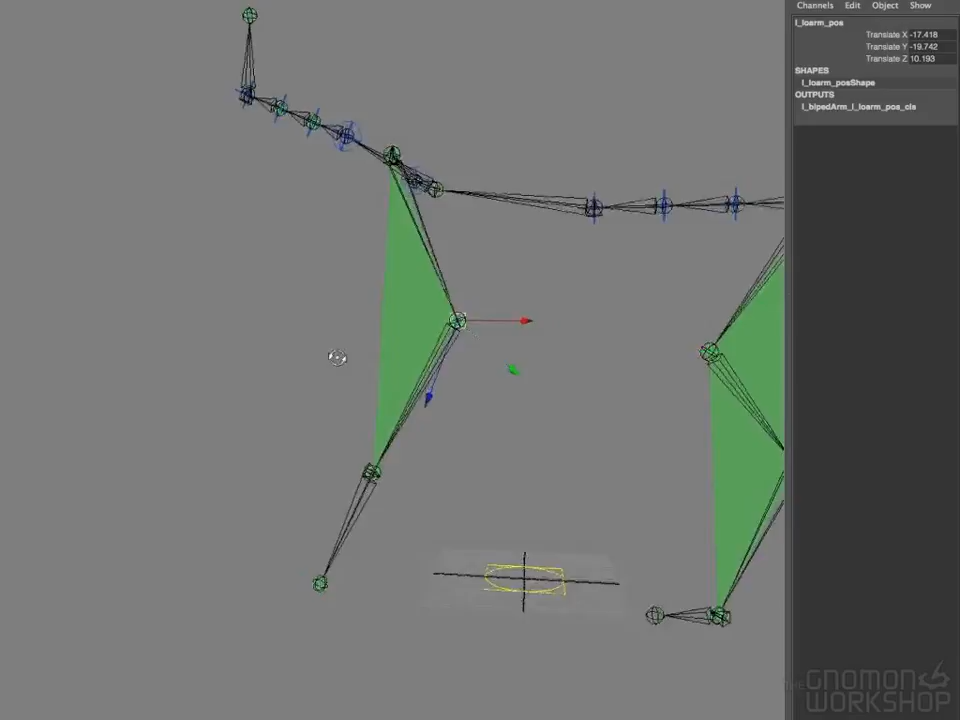 Channels Edit Object Show
l_loarm_pos
Translate X -17.418
Translate Y -19.742
Translate Z 10.193
SHAPES
l_loarm_posShape
OUTPUTS
l_bipedArm_l_loarm_pos_cls
THE GNOMON
WORKSHOP